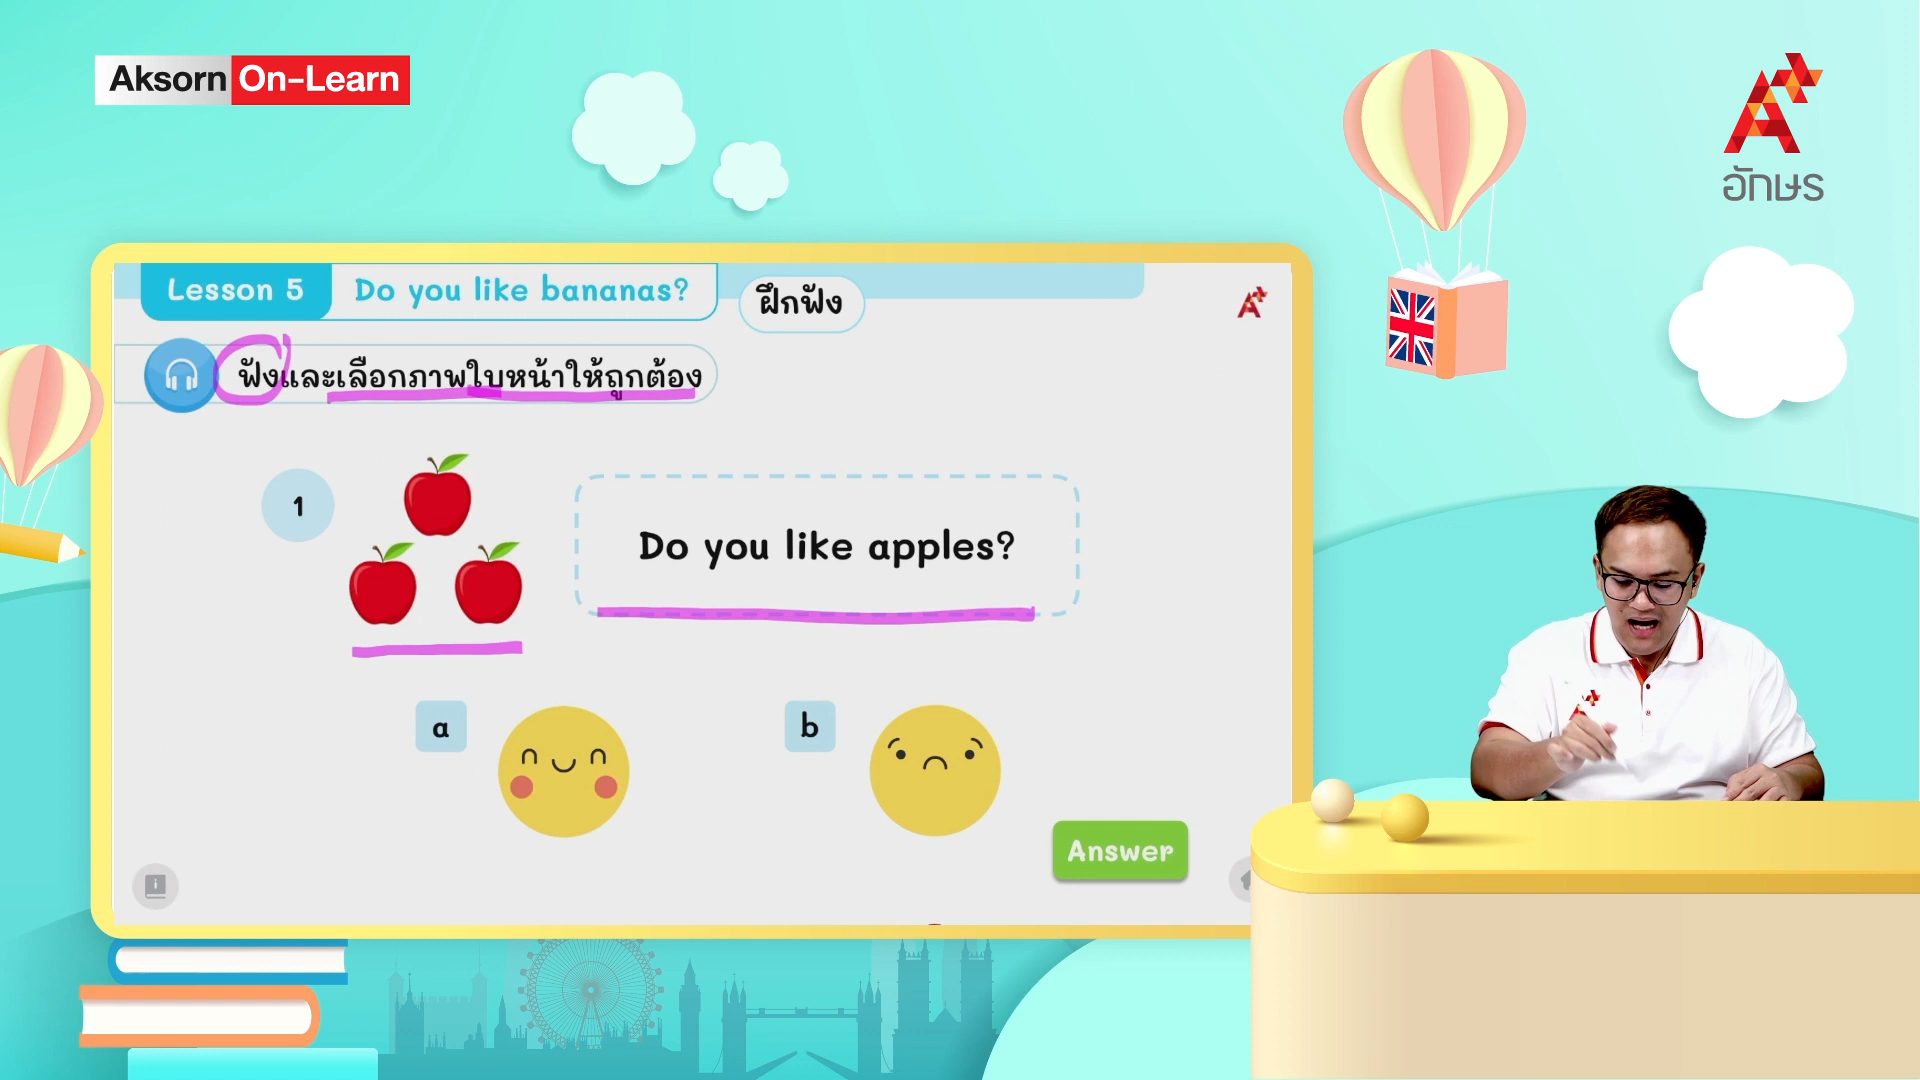 Aksorn On-Learn
อักษร
Lesson 5 Do you like bananas?
ฝึกฟัง
ฟังและเลือกภาพใบหน้าให้ถูกต้อง
1
Do you like apples?
a
b
Answer